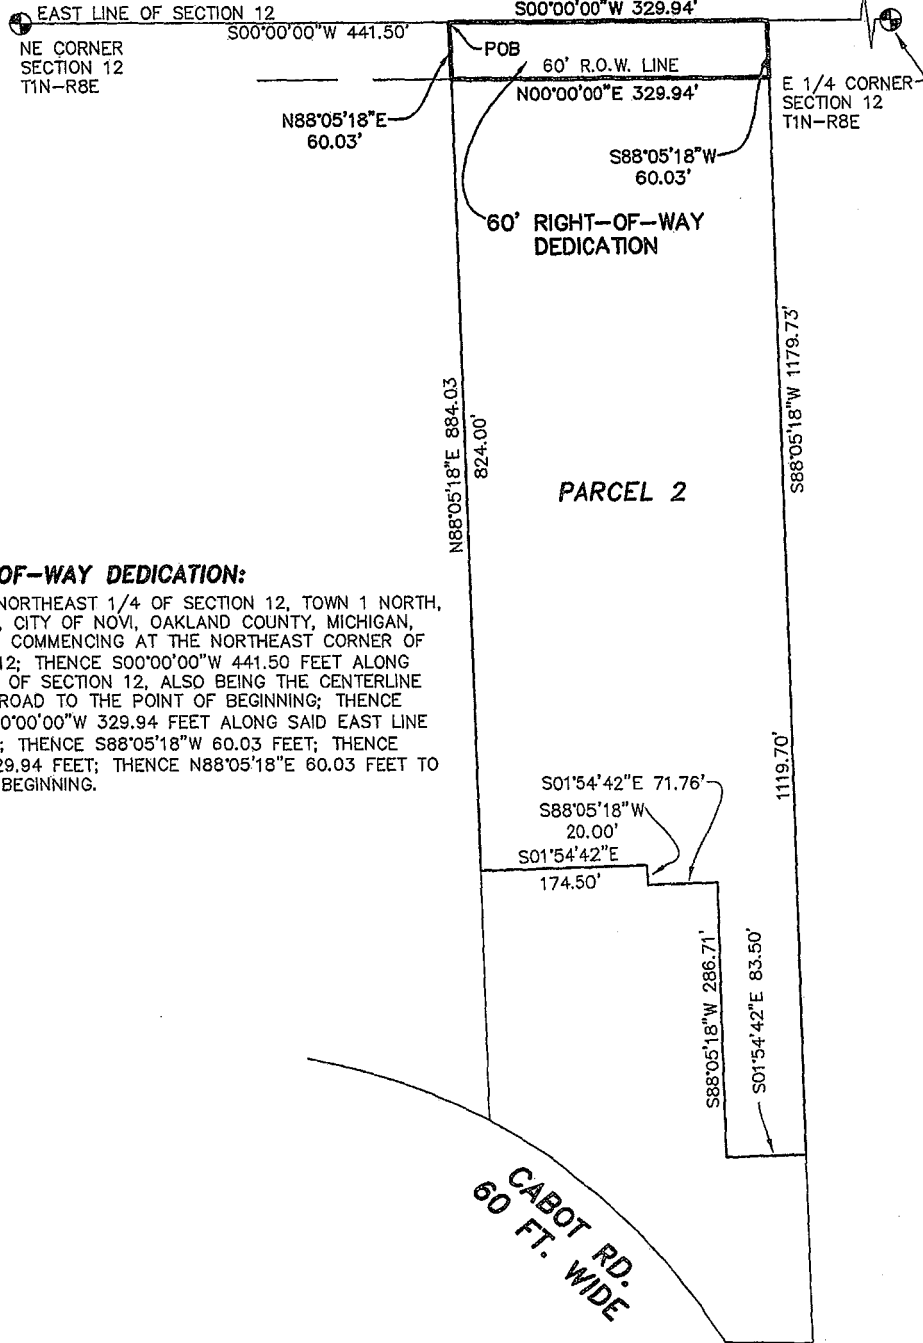 EAST LINE OF SECTION 12
S00°00'00"W 441.50'
S00°00'00"W 329.94'
NE CORNER
SECTION 12
T1N-R8E
POB
60' R.O.W. LINE
N00°00'00"E 329.94'
E 1/4 CORNER
SECTION 12
T1N-R8E
N88°05'18"E
60.03'
S88°05'18"W
60.03'
60' RIGHT-OF-WAY
DEDICATION
N88°05'18"E 884.03
824.00'
S88°05'18"W 1179.73'
1119.70'
PARCEL 2
OF-WAY DEDICATION:
NORTHEAST 1/4 OF SECTION 12, TOWN 1 NORTH,
, CITY OF NOVI, OAKLAND COUNTY, MICHIGAN,
COMMENCING AT THE NORTHEAST CORNER OF
12; THENCE S00°00'00"W 441.50 FEET ALONG
OF SECTION 12, ALSO BEING THE CENTERLINE
ROAD TO THE POINT OF BEGINNING; THENCE
0°00'00"W 329.94 FEET ALONG SAID EAST LINE
; THENCE S88°05'18"W 60.03 FEET; THENCE
29.94 FEET; THENCE N88°05'18"E 60.03 FEET TO
BEGINNING.
S01°54'42"E 71.76'
S88°05'18"W
20.00'
S01°54'42"E
174.50'
S88°05'18"W 286.71'
S01°54'42"E 83.50'
CABOT RD.
60 FT. WIDE